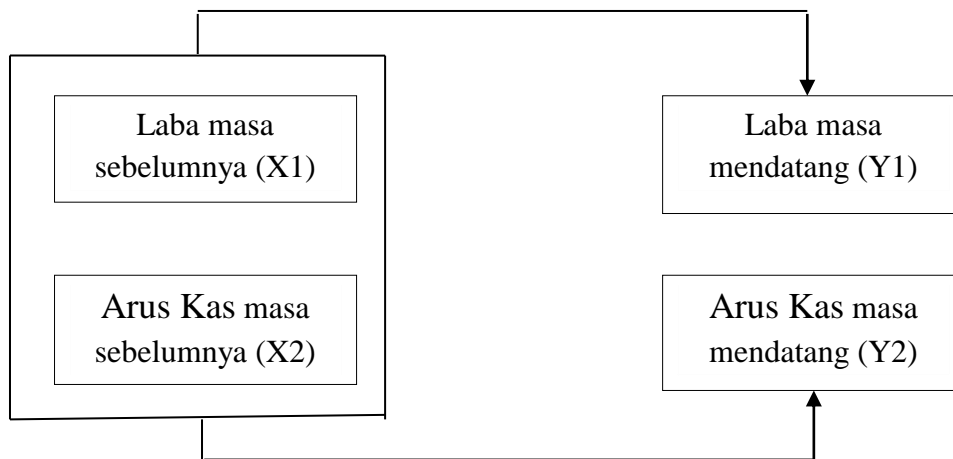 Laba masa
sebelumnya (X1)
Laba masa
mendatang (Y1)
Arus Kas masa
sebelumnya (X2)
Arus Kas masa
mendatang (Y2)